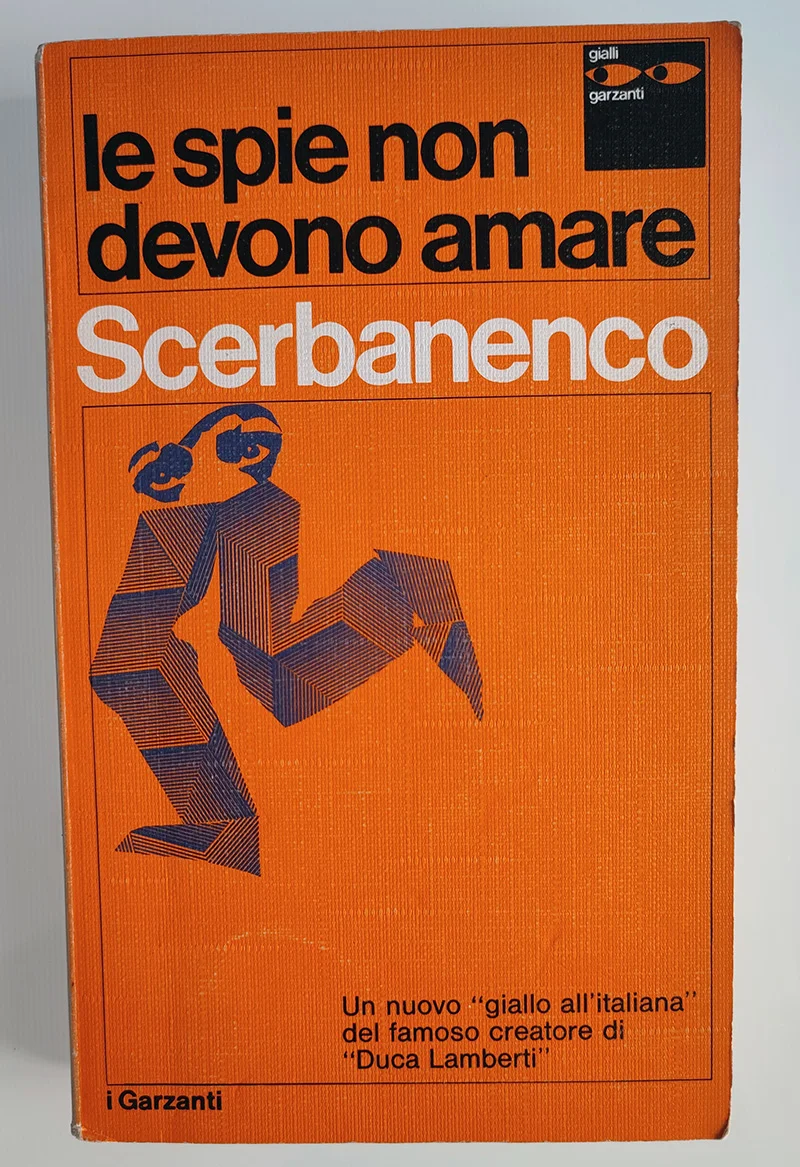 gialli
garzanti
le spie non
devono amare
Scerbanenco
Un nuovo "giallo all'italiana"
del famoso creatore di
"Duca Lamberti"
i Garzanti